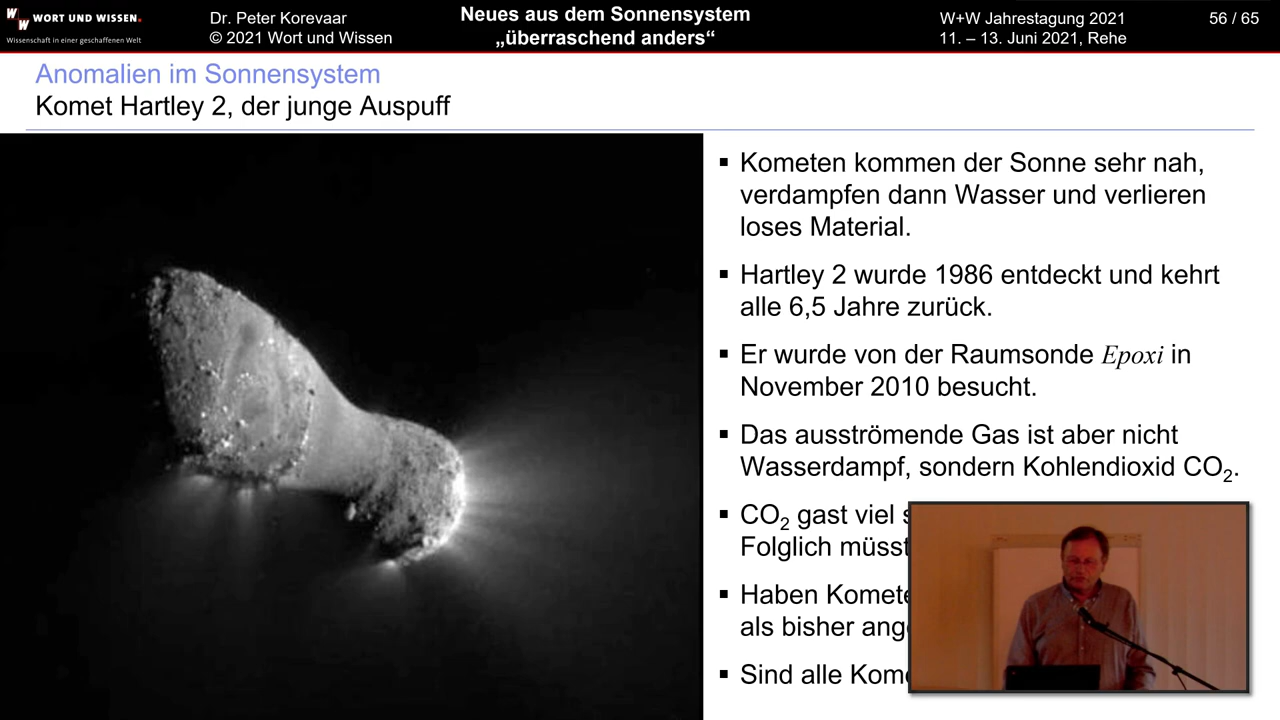 WORT UND WISSEN.
Wissenschaft in einer geschaffenen Welt
Dr. Peter Korevaar
© 2021 Wort und Wissen
Neues aus dem Sonnensystem
„überraschend anders“
W+W Jahrestagung 2021
11. – 13. Juni 2021, Rehe
56 / 65
Anomalien im Sonnensystem
Komet Hartley 2, der junge Auspuff
▪ Kometen kommen der Sonne sehr nah,
verdampfen dann Wasser und verlieren
loses Material.
▪ Hartley 2 wurde 1986 entdeckt und kehrt
alle 6,5 Jahre zurück.
▪ Er wurde von der Raumsonde Epoxi in
November 2010 besucht.
▪ Das ausströmende Gas ist aber nicht
Wasserdampf, sondern Kohlendioxid CO₂.
▪ CO₂ gast viel
Folglich
▪ Haben
als bisher
▪ Sind alle